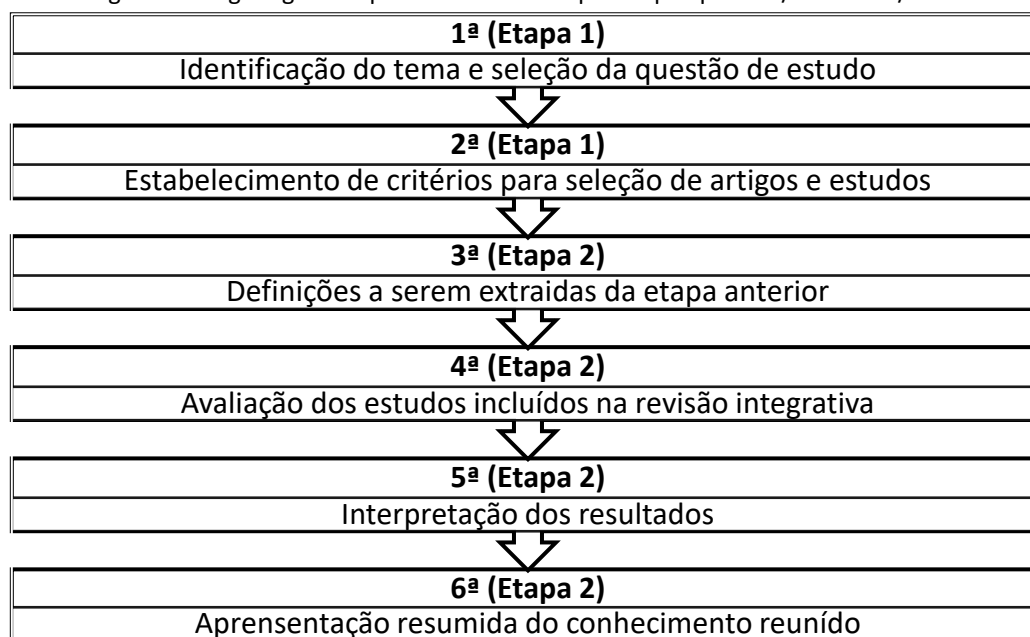 1ª (Etapa 1)
Identificação do tema e seleção da questão de estudo
2ª (Etapa 1)
Estabelecimento de critérios para seleção de artigos e estudos
3ª (Etapa 2)
Definições a serem extraidas da etapa anterior
4ª (Etapa 2)
Avaliação dos estudos incluídos na revisão integrativa
5ª (Etapa 2)
Interpretação dos resultados
6ª (Etapa 2)
Aprensentação resumida do conhecimento reunído